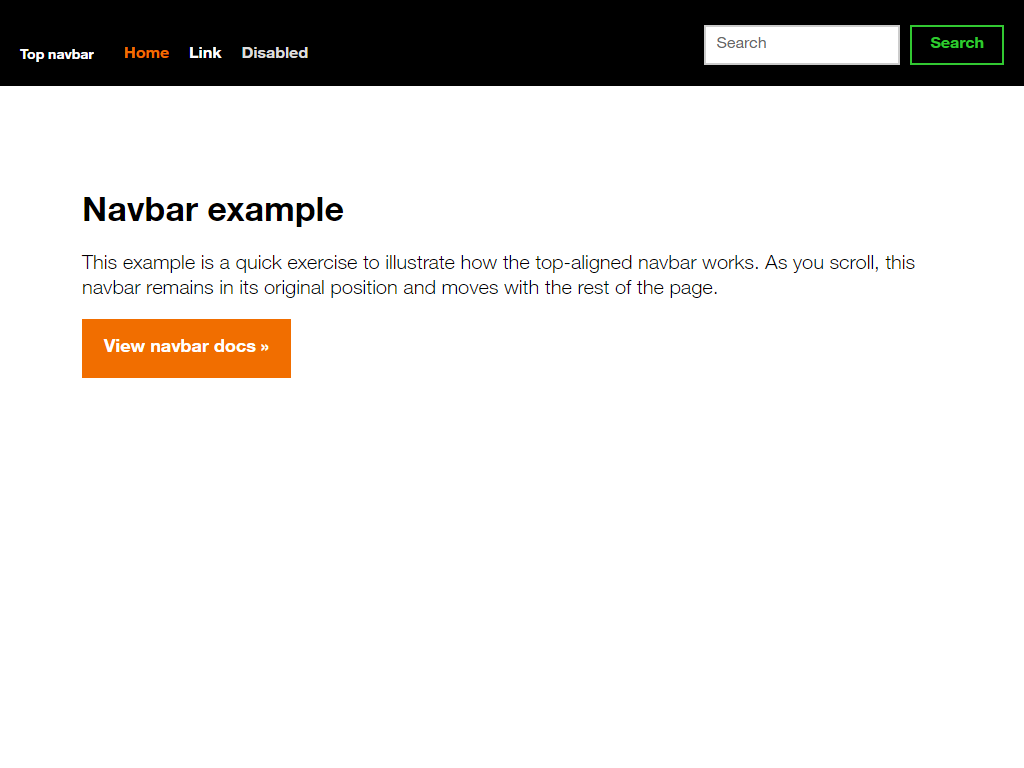 Top navbar Home Link Disabled Search Search
Navbar example
This example is a quick exercise to illustrate how the top-aligned navbar works. As you scroll, this
navbar remains in its original position and moves with the rest of the page.
View navbar docs »